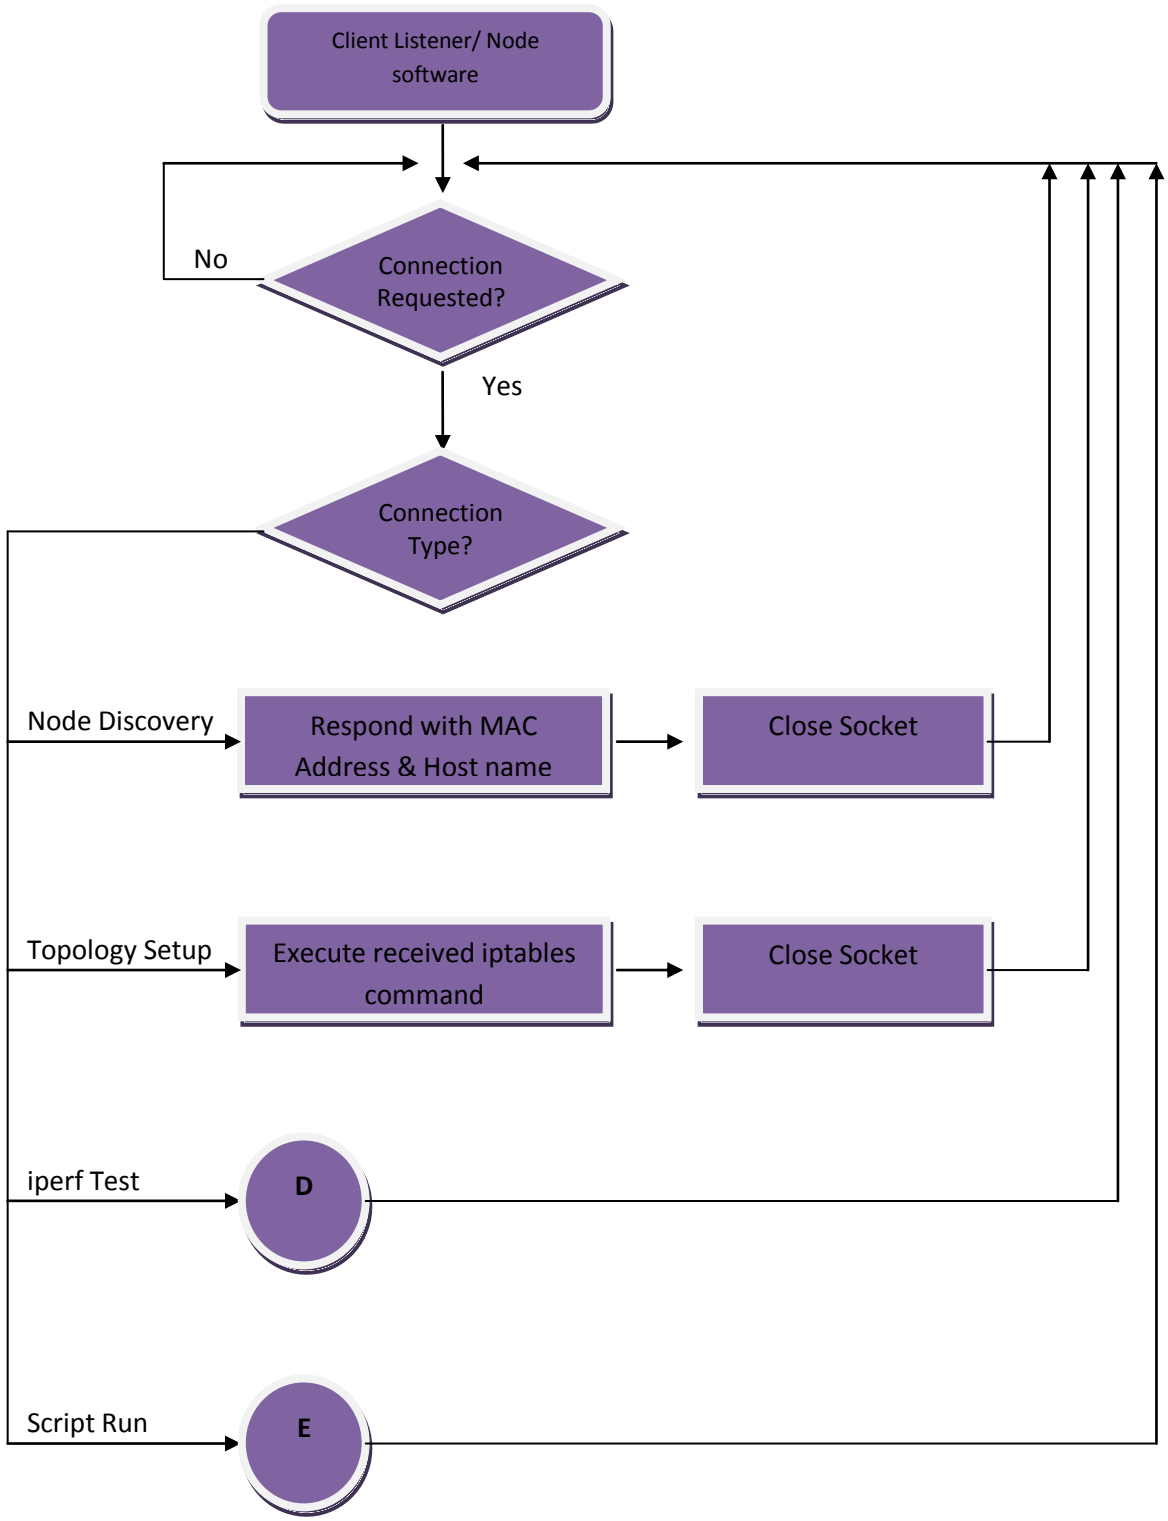 Client Listener/ Node
software
No
Connection
Requested?
Yes
Connection
Type?
Node Discovery
Respond with MAC
Address & Host name
Close Socket
Topology Setup
Execute received iptables
command
Close Socket
iperf Test
D
Script Run
E